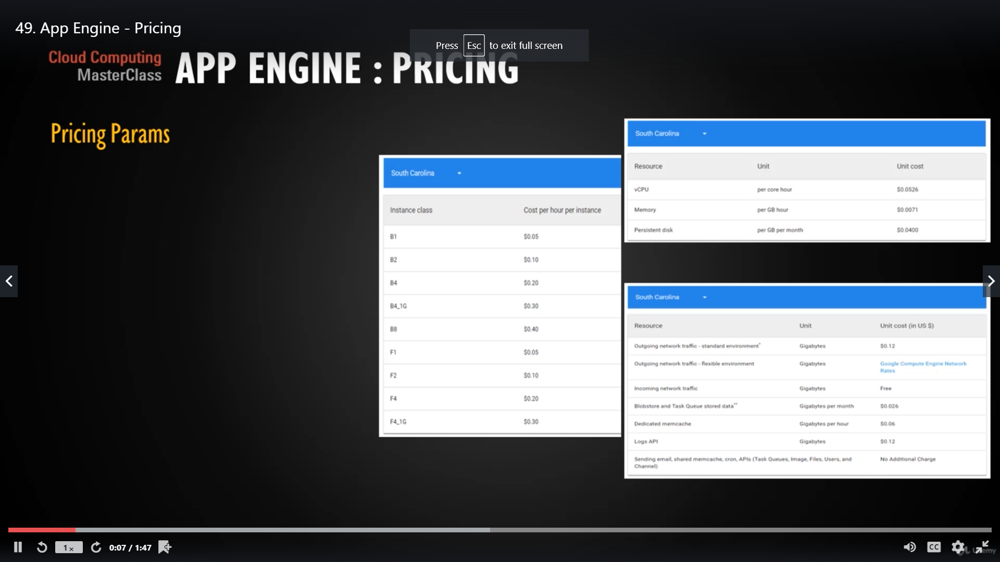 49. App Engine - Pricing
Press Esc to exit full screen
Cloud Computing
MasterClass
APP ENGINE : PRICING
Pricing Params
South Carolina
Instance class Cost per hour per instance
B1 $0.05
B2 $0.10
B4 $0.20
B4_1G $0.30
B8 $0.40
F1 $0.05
F2 $0.10
F4 $0.20
F4_1G $0.30
South Carolina
Resource Unit Unit cost
vCPU per core hour $0.0526
Memory per GB hour $0.0071
Persistent disk per GB per month $0.0400
South Carolina
Resource Unit Unit cost (in US $)
Outgoing network traffic - standard environment* Gigabytes $0.12
Outgoing network traffic - flexible environment Gigabytes Google Compute Engine Network
Rates
Incoming network traffic Gigabytes Free
Blobstore and Task Queue stored data** Gigabytes per month $0.026
Dedicated memcache Gigabytes per hour $0.06
Logs API Gigabytes $0.12
Sending email, shared memcache, cron, APIs (Task Queues, Image, Files, Users, and No Additional Charge
Channel)
1x 0:07 / 1:47 CC
Udemy